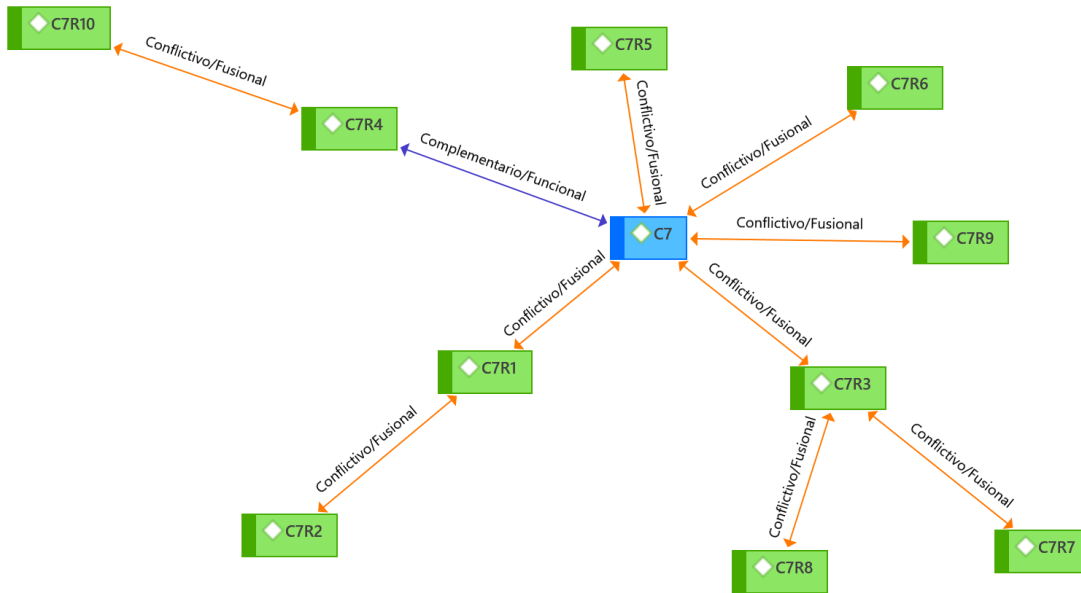 C7R10
Conflictivo/Fusional
C7R5
C7R6
C7R4
Conflictivo/Fusional
Conflictivo/Fusional
Complementario/Funcional
C7
Conflictivo/Fusional
C7R9
Conflictivo/Fusional
Conflictivo/Fusional
C7R1
C7R3
Conflictivo/Fusional
Conflictivo/Fusional
Conflictivo/Fusional
C7R2
C7R8
C7R7